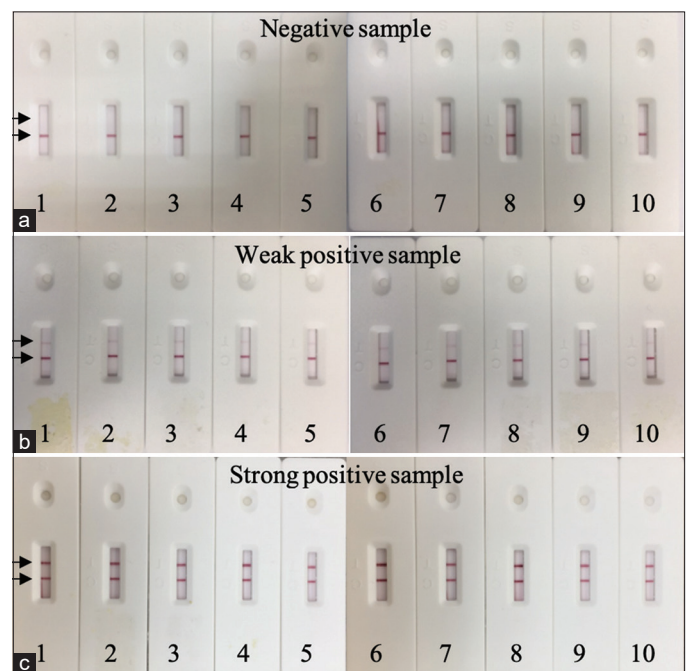 Negative sample
1 2 3 4 5 6 7 8 9 10
a
Weak positive sample
1 2 3 4 5 6 7 8 9 10
b
Strong positive sample
1 2 3 4 5 6 7 8 9 10
c